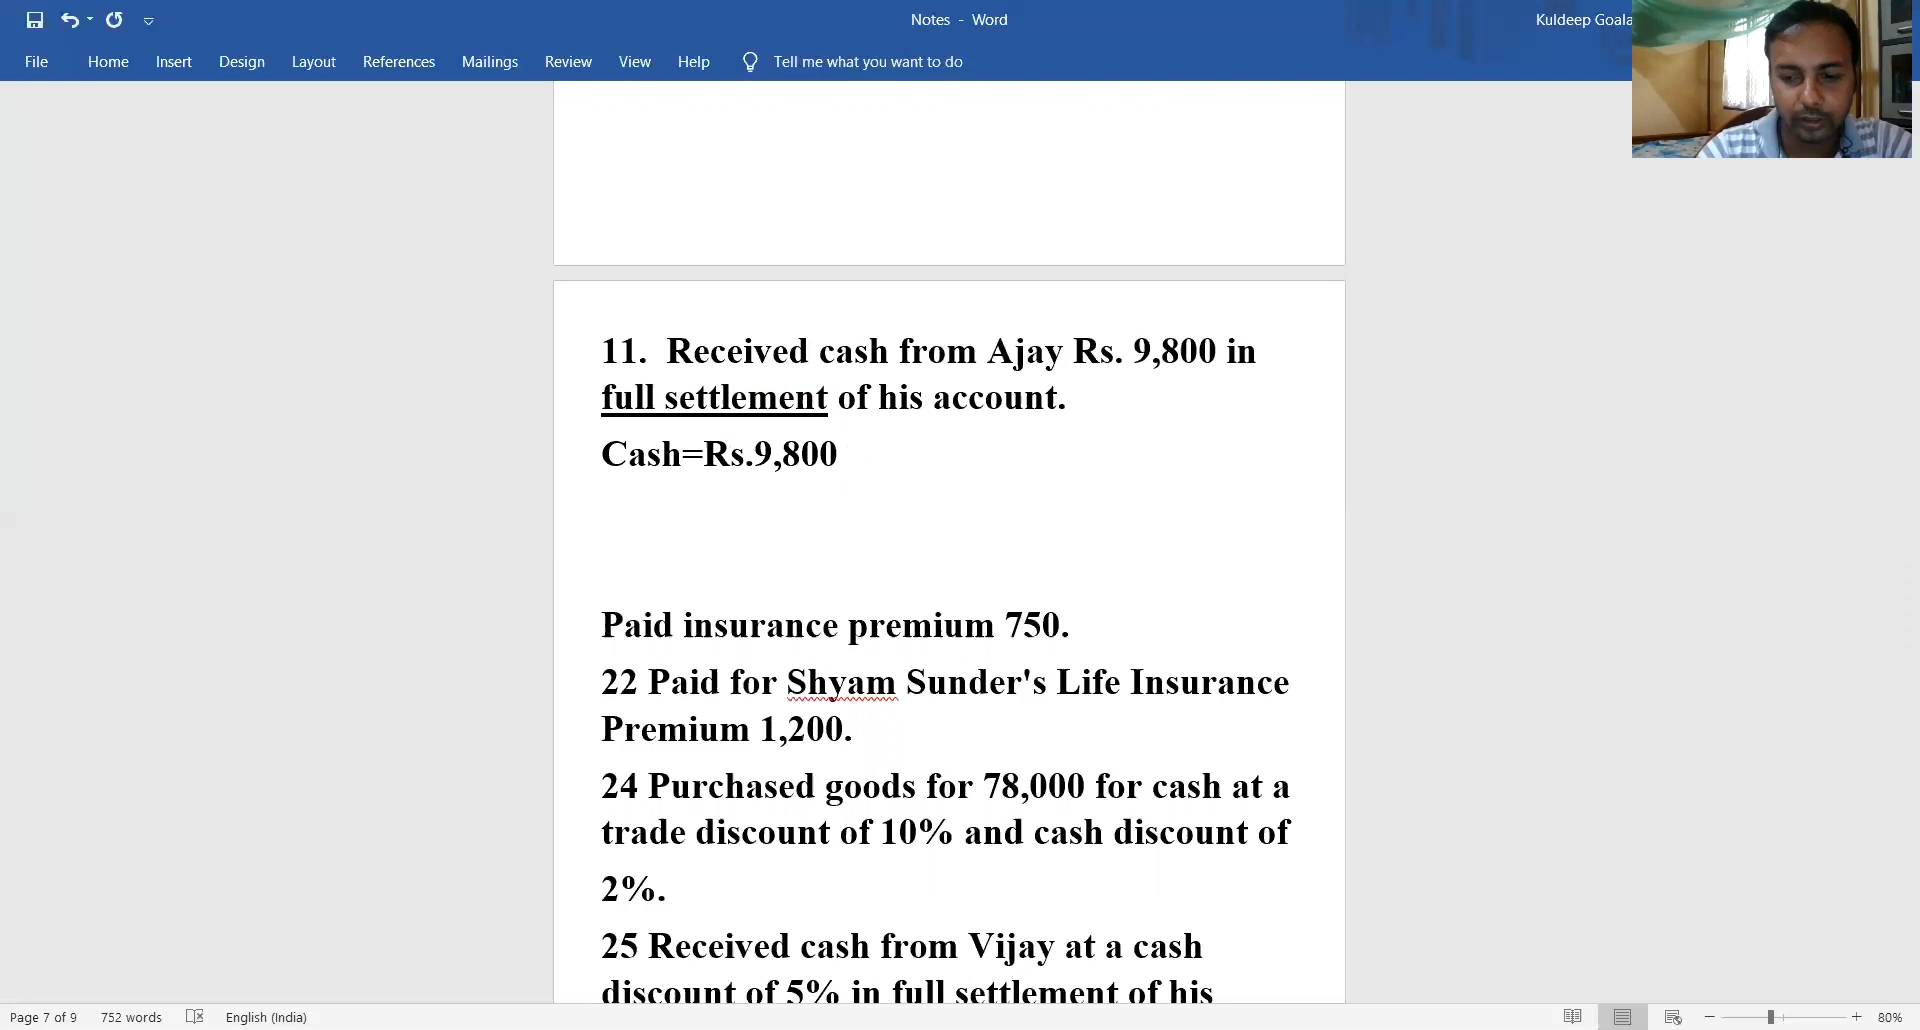 Notes - Word
Kuldeep Goala
File Home Insert Design Layout References Mailings Review View Help Tell me what you want to do
11. Received cash from Ajay Rs. 9,800 in
full settlement of his account.
Cash=Rs.9,800
Paid insurance premium 750.
22 Paid for Shyam Sunder's Life Insurance
Premium 1,200.
24 Purchased goods for 78,000 for cash at a
trade discount of 10% and cash discount of
2%.
25 Received cash from Vijay at a cash
discount of 5% in full settlement of his
Page 7 of 9 752 words English (India) 80%